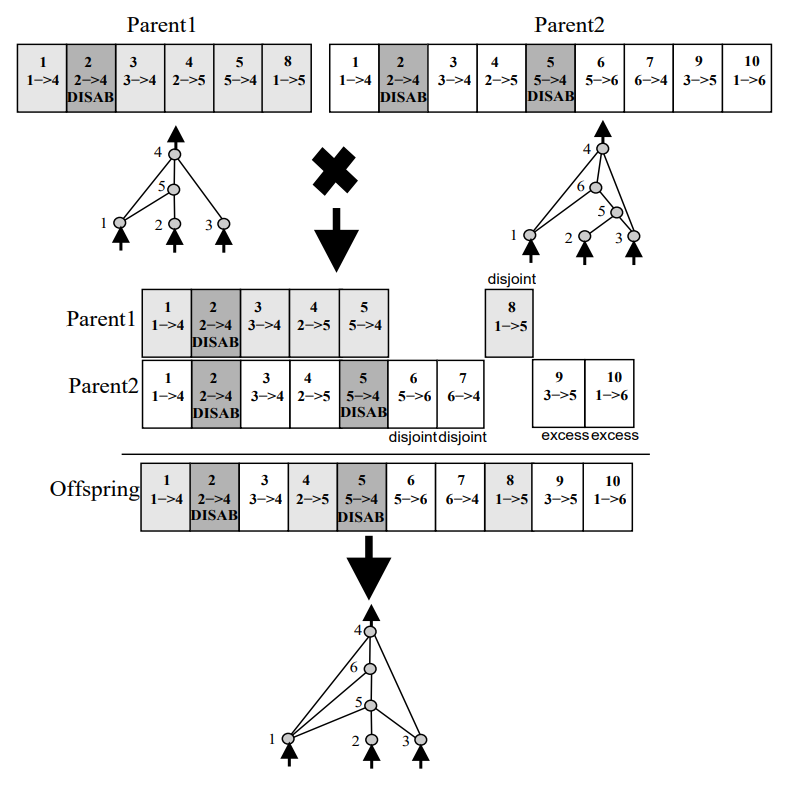 Parent1 Parent2
1 2 3 4 5 8 1 2 3 4 5 6 7 9 10
1−>4 2−>4 3−>4 2−>5 5−>4 1−>5 1−>4 2−>4 3−>4 2−>5 5−>4 5−>6 6−>4 3−>5 1−>6
DISAB DISAB DISAB
4 4
5 6
1 2 3 5
1 2 3
disjoint
Parent1
1 2 3 4 5 8
1−>4 2−>4 3−>4 2−>5 5−>4 1−>5
DISAB
Parent2
1 2 3 4 5 6 7 9 10
1−>4 2−>4 3−>4 2−>5 5−>4 5−>6 6−>4 3−>5 1−>6
DISAB DISAB
disjoint disjoint excess excess
Offspring
1 2 3 4 5 6 7 8 9 10
1−>4 2−>4 3−>4 2−>5 5−>4 5−>6 6−>4 1−>5 3−>5 1−>6
DISAB DISAB
4
6
5
1 2 3